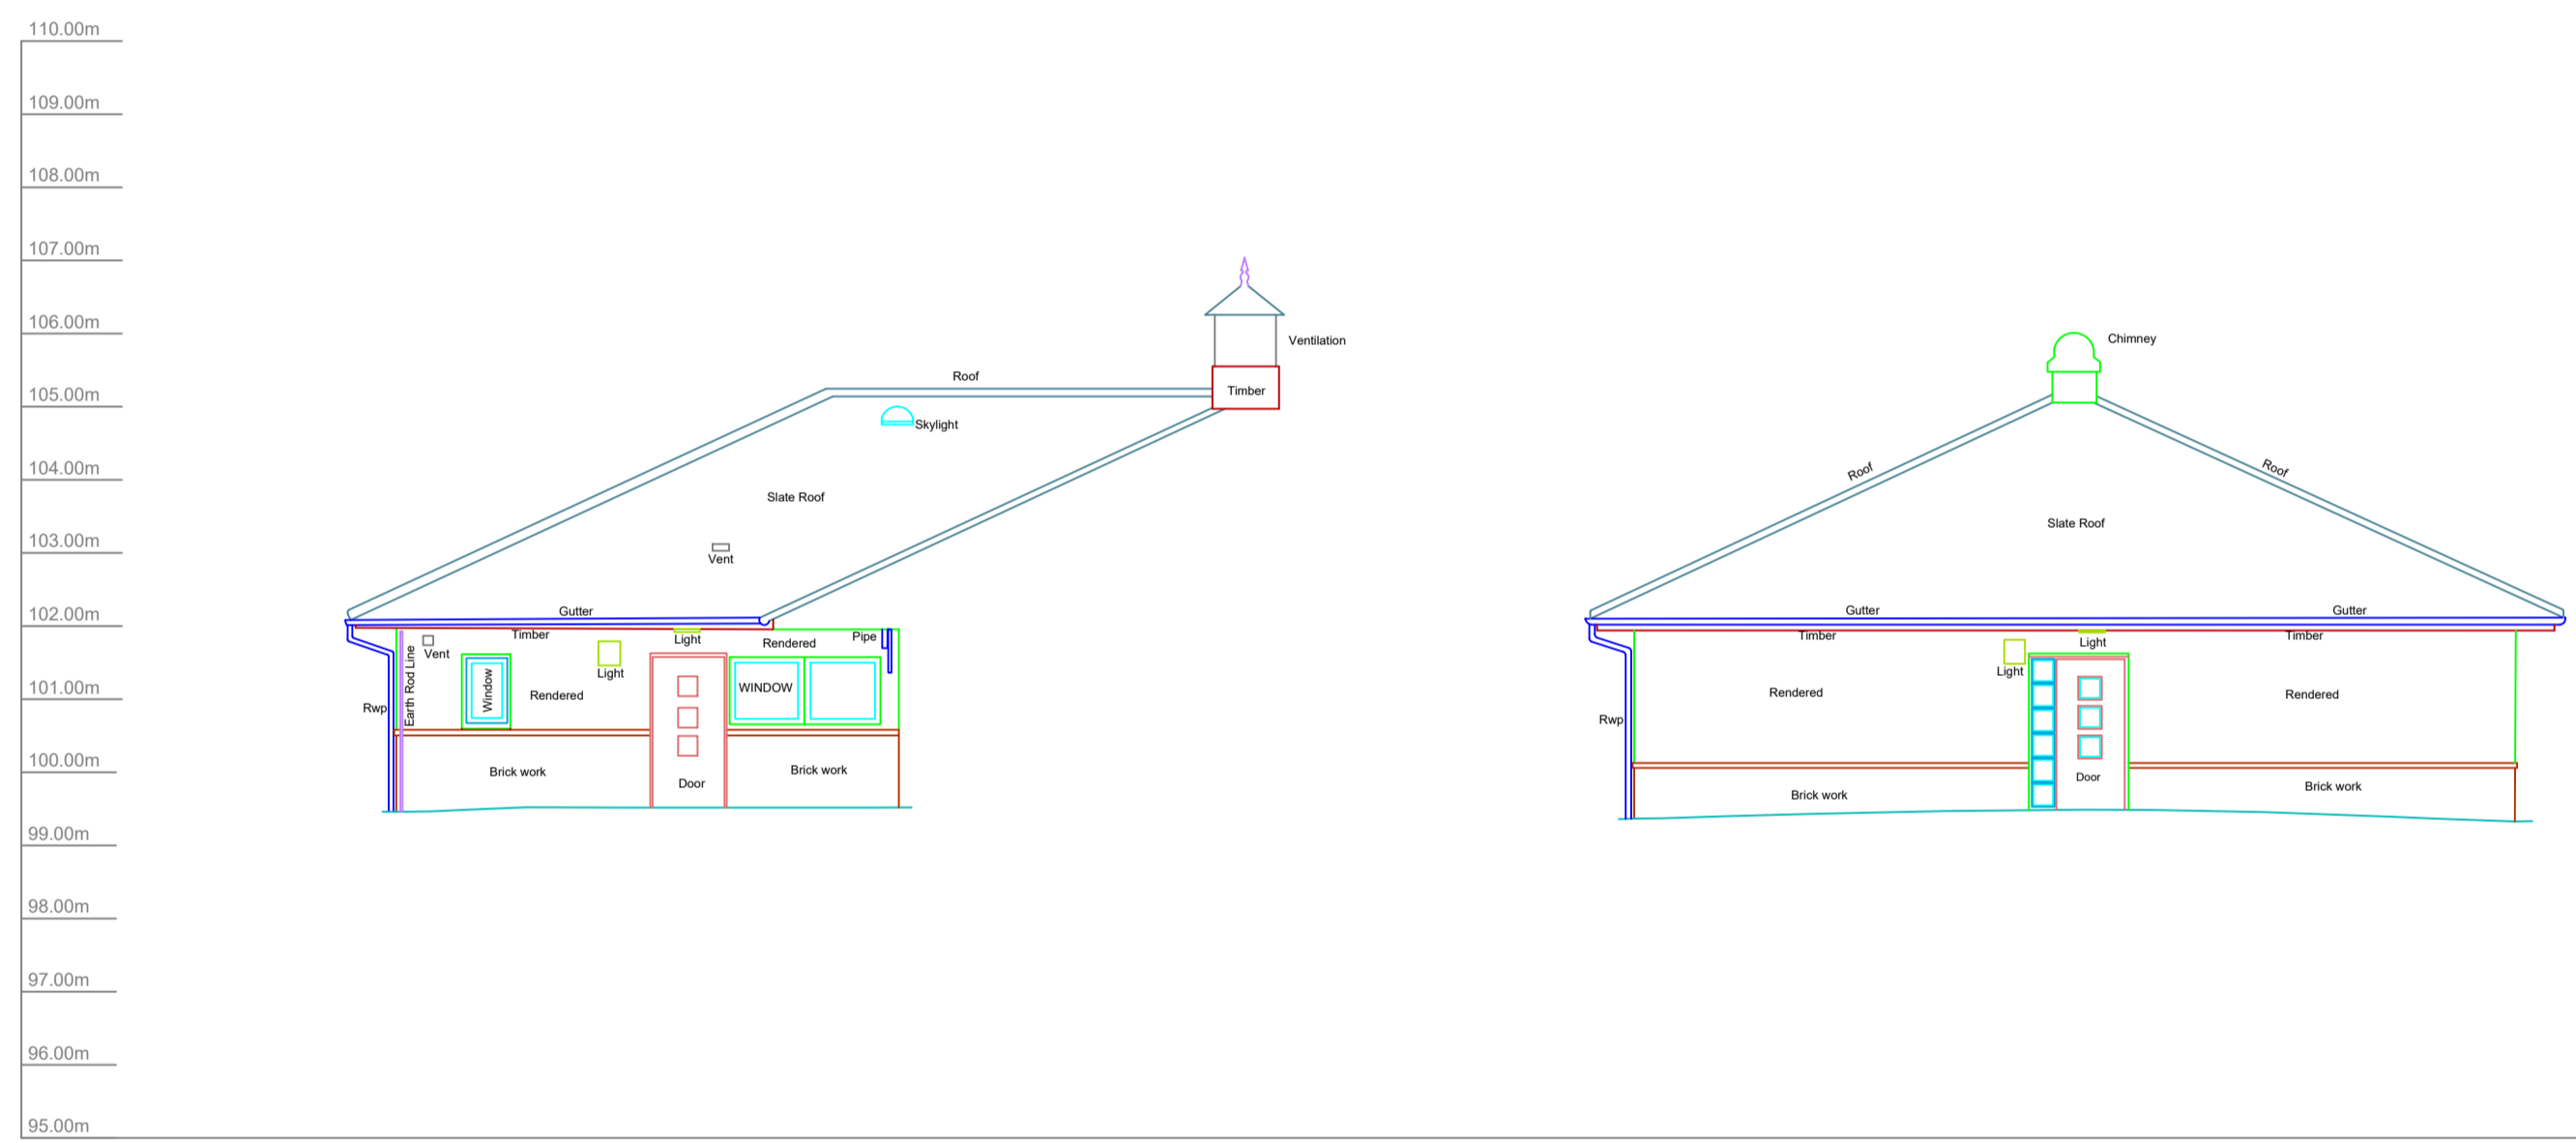 110.00m
109.00m
108.00m
107.00m
106.00m
105.00m
104.00m
103.00m
102.00m
101.00m
100.00m
99.00m
98.00m
97.00m
96.00m
95.00m
Ventilation
Roof
Timber
Skylight
Slate Roof
Vent
Gutter
Timber
Light
Rendered
Pipe
Vent
Earth Rod Line
Window
Light
Rendered
WINDOW
Rwp
Brick work
Door
Brick work
Chimney
Roof
Roof
Slate Roof
Gutter
Gutter
Timber
Light
Timber
Light
Rendered
Rendered
Rwp
Door
Brick work
Brick work